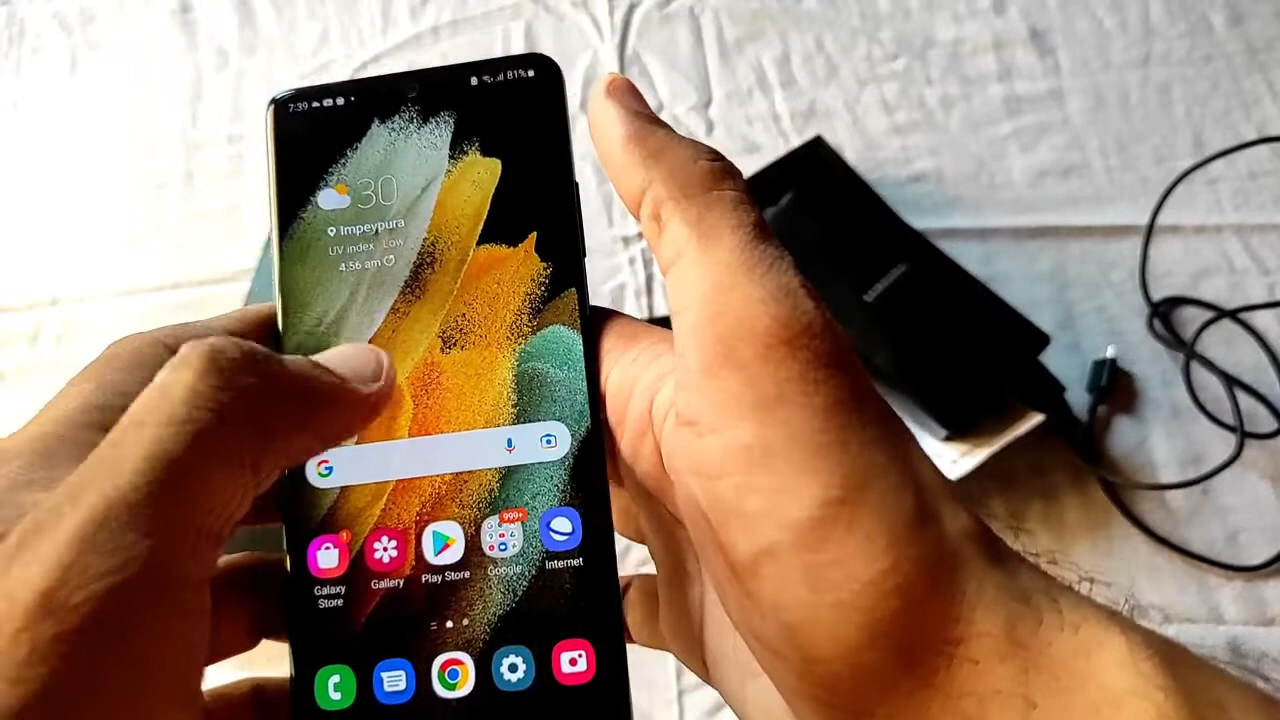 7:39
81%
30°
Impeypura
UV index Low
4:56 am
1
999+
Galaxy Store
Gallery
Play Store
Google
Internet
SAMSUNG